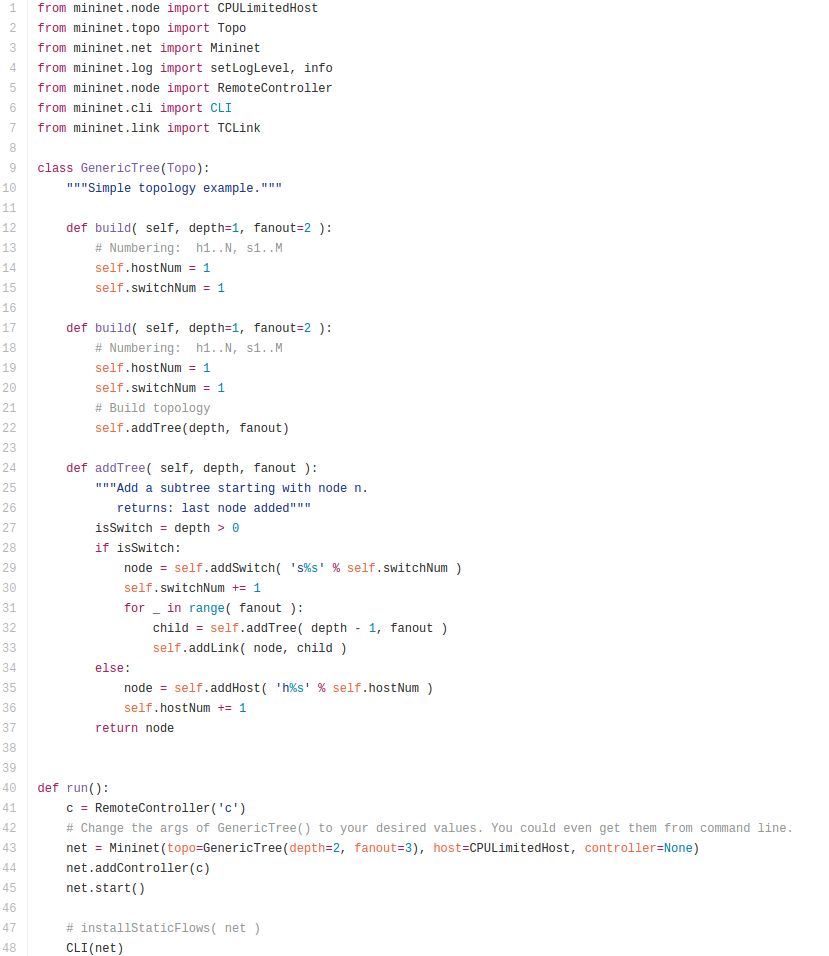 1 from mininet.node import CPULimitedHost
2 from mininet.topo import Topo
3 from mininet.net import Mininet
4 from mininet.log import setLogLevel, info
5 from mininet.node import RemoteController
6 from mininet.cli import CLI
7 from mininet.link import TCLink
8
9 class GenericTree(Topo):
10     """Simple topology example."""
11
12     def build( self, depth=1, fanout=2 ):
13         # Numbering:  h1..N, s1..M
14         self.hostNum = 1
15         self.switchNum = 1
16
17     def build( self, depth=1, fanout=2 ):
18         # Numbering:  h1..N, s1..M
19         self.hostNum = 1
20         self.switchNum = 1
21         # Build topology
22         self.addTree(depth, fanout)
23
24     def addTree( self, depth, fanout ):
25         """Add a subtree starting with node n.
26            returns: last node added"""
27         isSwitch = depth > 0
28         if isSwitch:
29             node = self.addSwitch( 's%s' % self.switchNum )
30             self.switchNum += 1
31             for _ in range( fanout ):
32                 child = self.addTree( depth - 1, fanout )
33                 self.addLink( node, child )
34         else:
35             node = self.addHost( 'h%s' % self.hostNum )
36             self.hostNum += 1
37         return node
38
39
40 def run():
41     c = RemoteController('c')
42     # Change the args of GenericTree() to your desired values. You could even get them from command line.
43     net = Mininet(topo=GenericTree(depth=2, fanout=3), host=CPULimitedHost, controller=None)
44     net.addController(c)
45     net.start()
46
47     # installStaticFlows( net )
48     CLI(net)